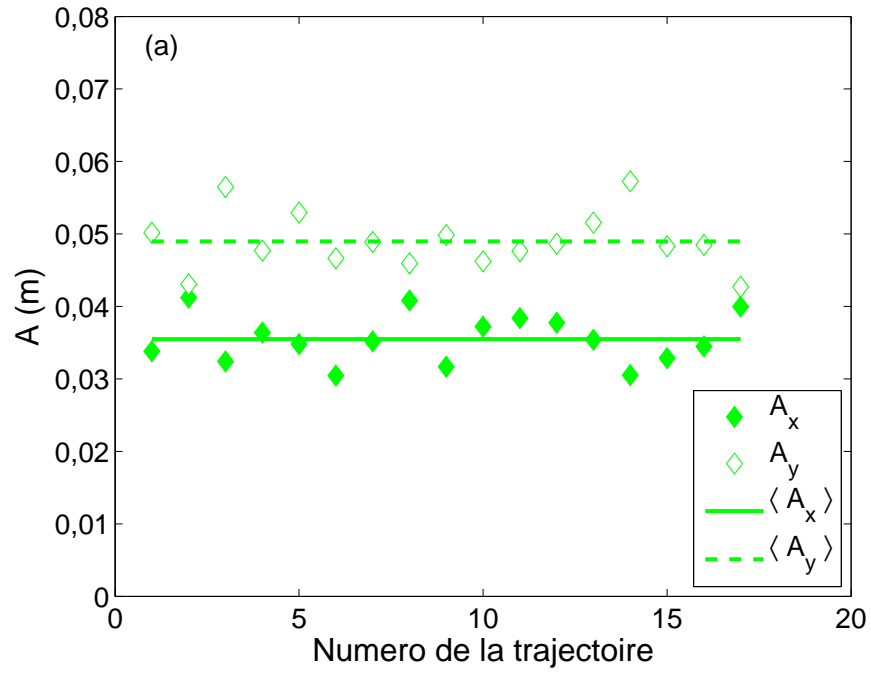 0,08
(a)
0,07
0,06
0,05
0,04
0,03
0,02
0,01
0
A (m)
A_x
A_y
⟨ A_x ⟩
⟨ A_y ⟩
0 5 10 15 20
Numero de la trajectoire